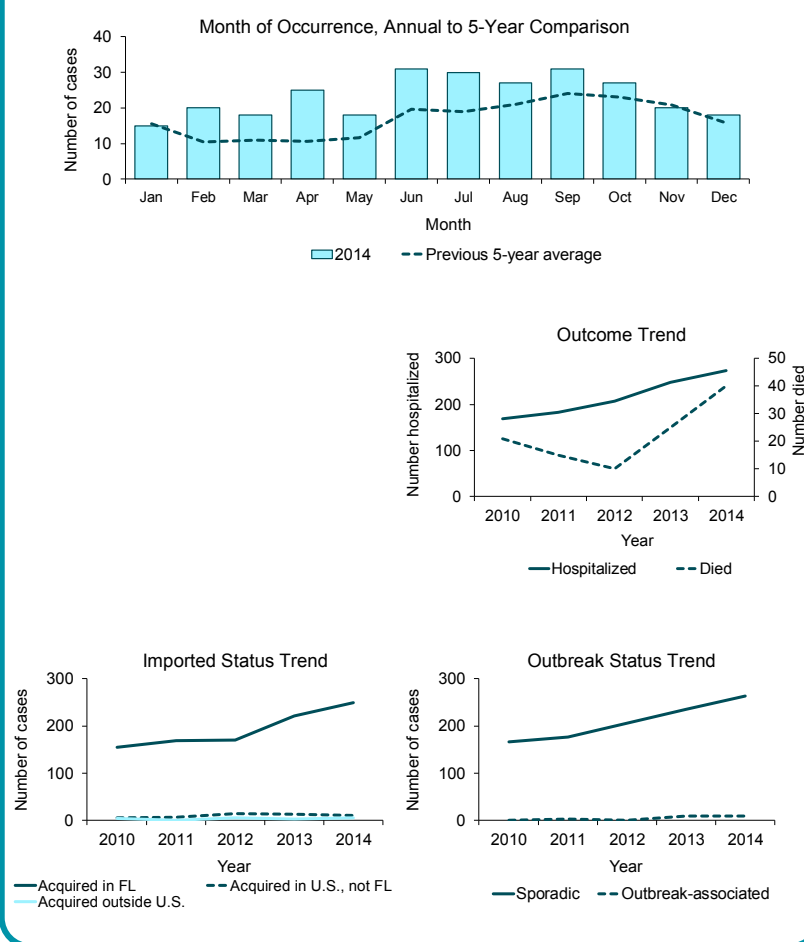 Month of Occurrence, Annual to 5-Year Comparison
Number of cases
40
30
20
10
0
Jan Feb Mar Apr May Jun Jul Aug Sep Oct Nov Dec
Month
2014 Previous 5-year average
Outcome Trend
Number hospitalized
300
200
100
0
50
40
30
20
10
0
Number died
2010 2011 2012 2013 2014
Year
Hospitalized Died
Imported Status Trend
Number of cases
300
200
100
0
2010 2011 2012 2013 2014
Year
Acquired in FL Acquired in U.S., not FL
Acquired outside U.S.
Outbreak Status Trend
Number of cases
300
200
100
0
2010 2011 2012 2013 2014
Year
Sporadic Outbreak-associated